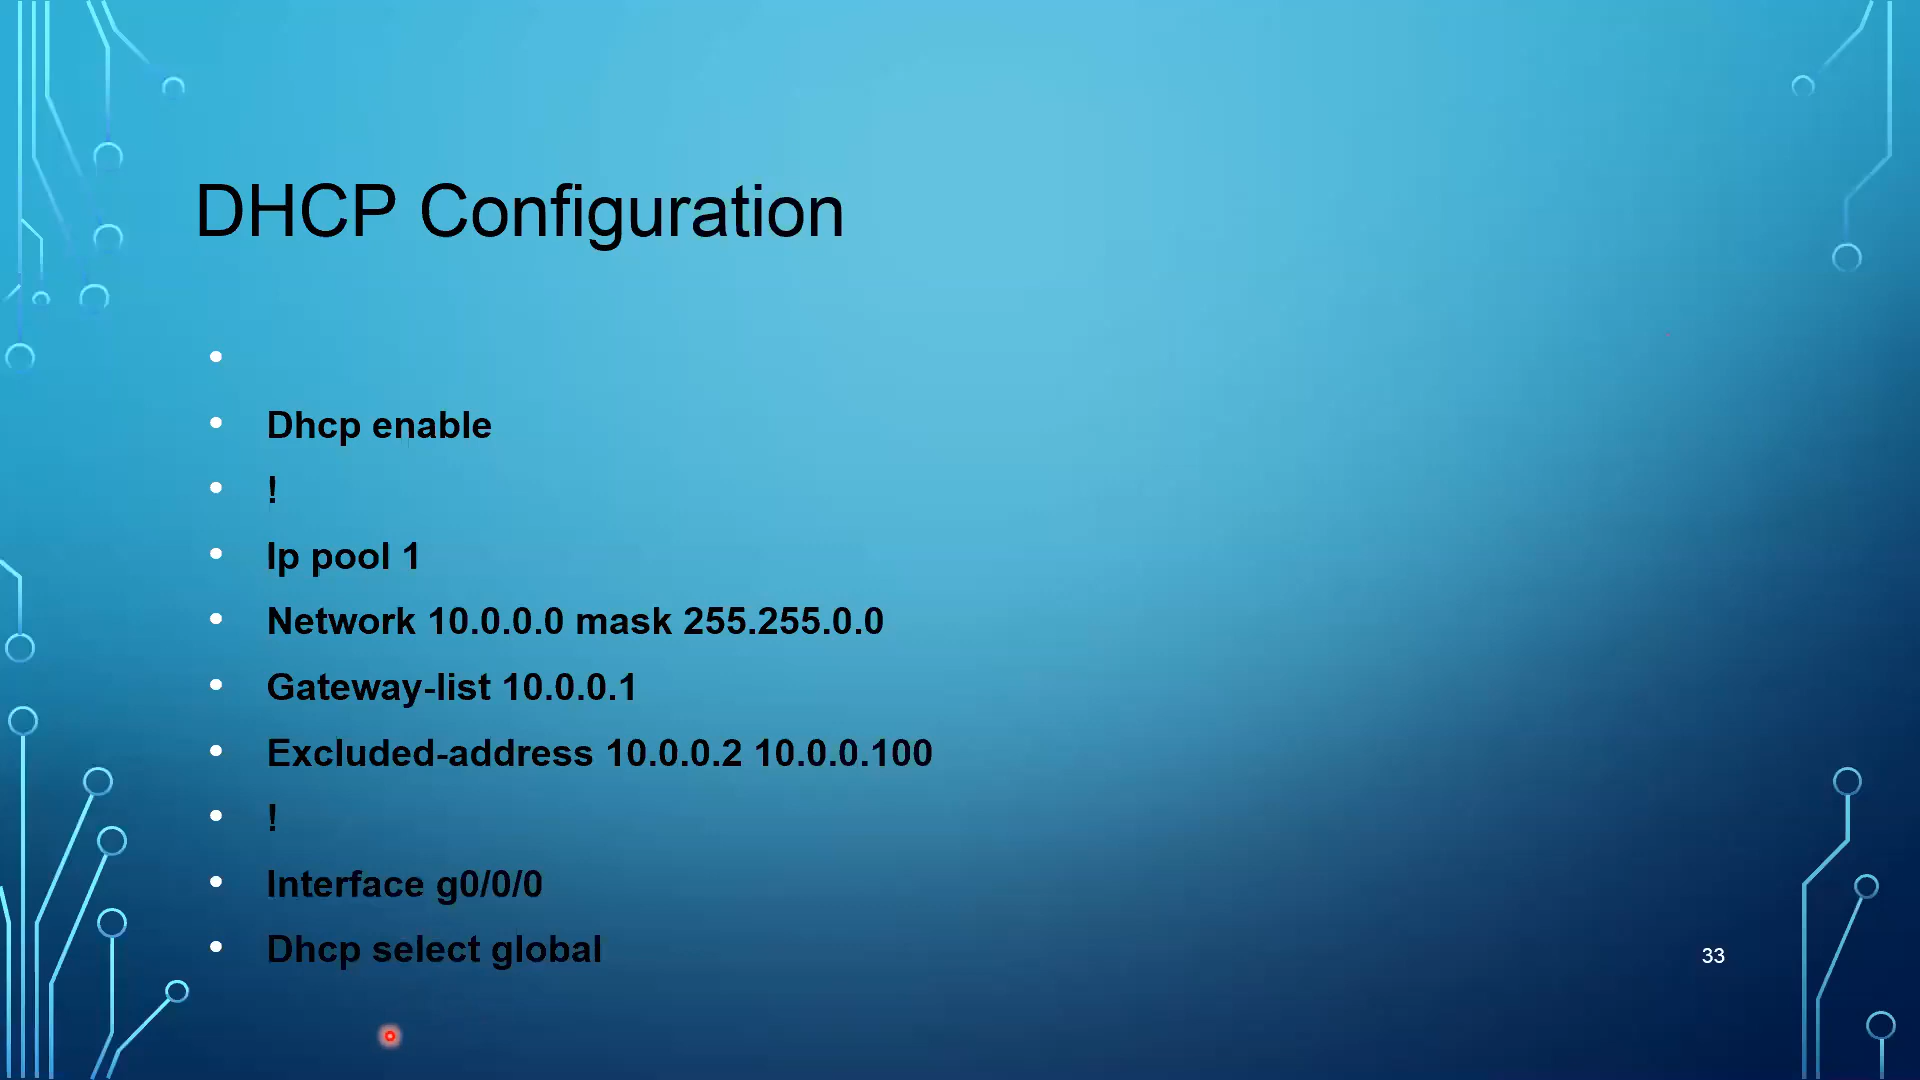 DHCP Configuration
•
• Dhcp enable
• !
• Ip pool 1
• Network 10.0.0.0 mask 255.255.0.0
• Gateway-list 10.0.0.1
• Excluded-address 10.0.0.2 10.0.0.100
• !
• Interface g0/0/0
• Dhcp select global
33